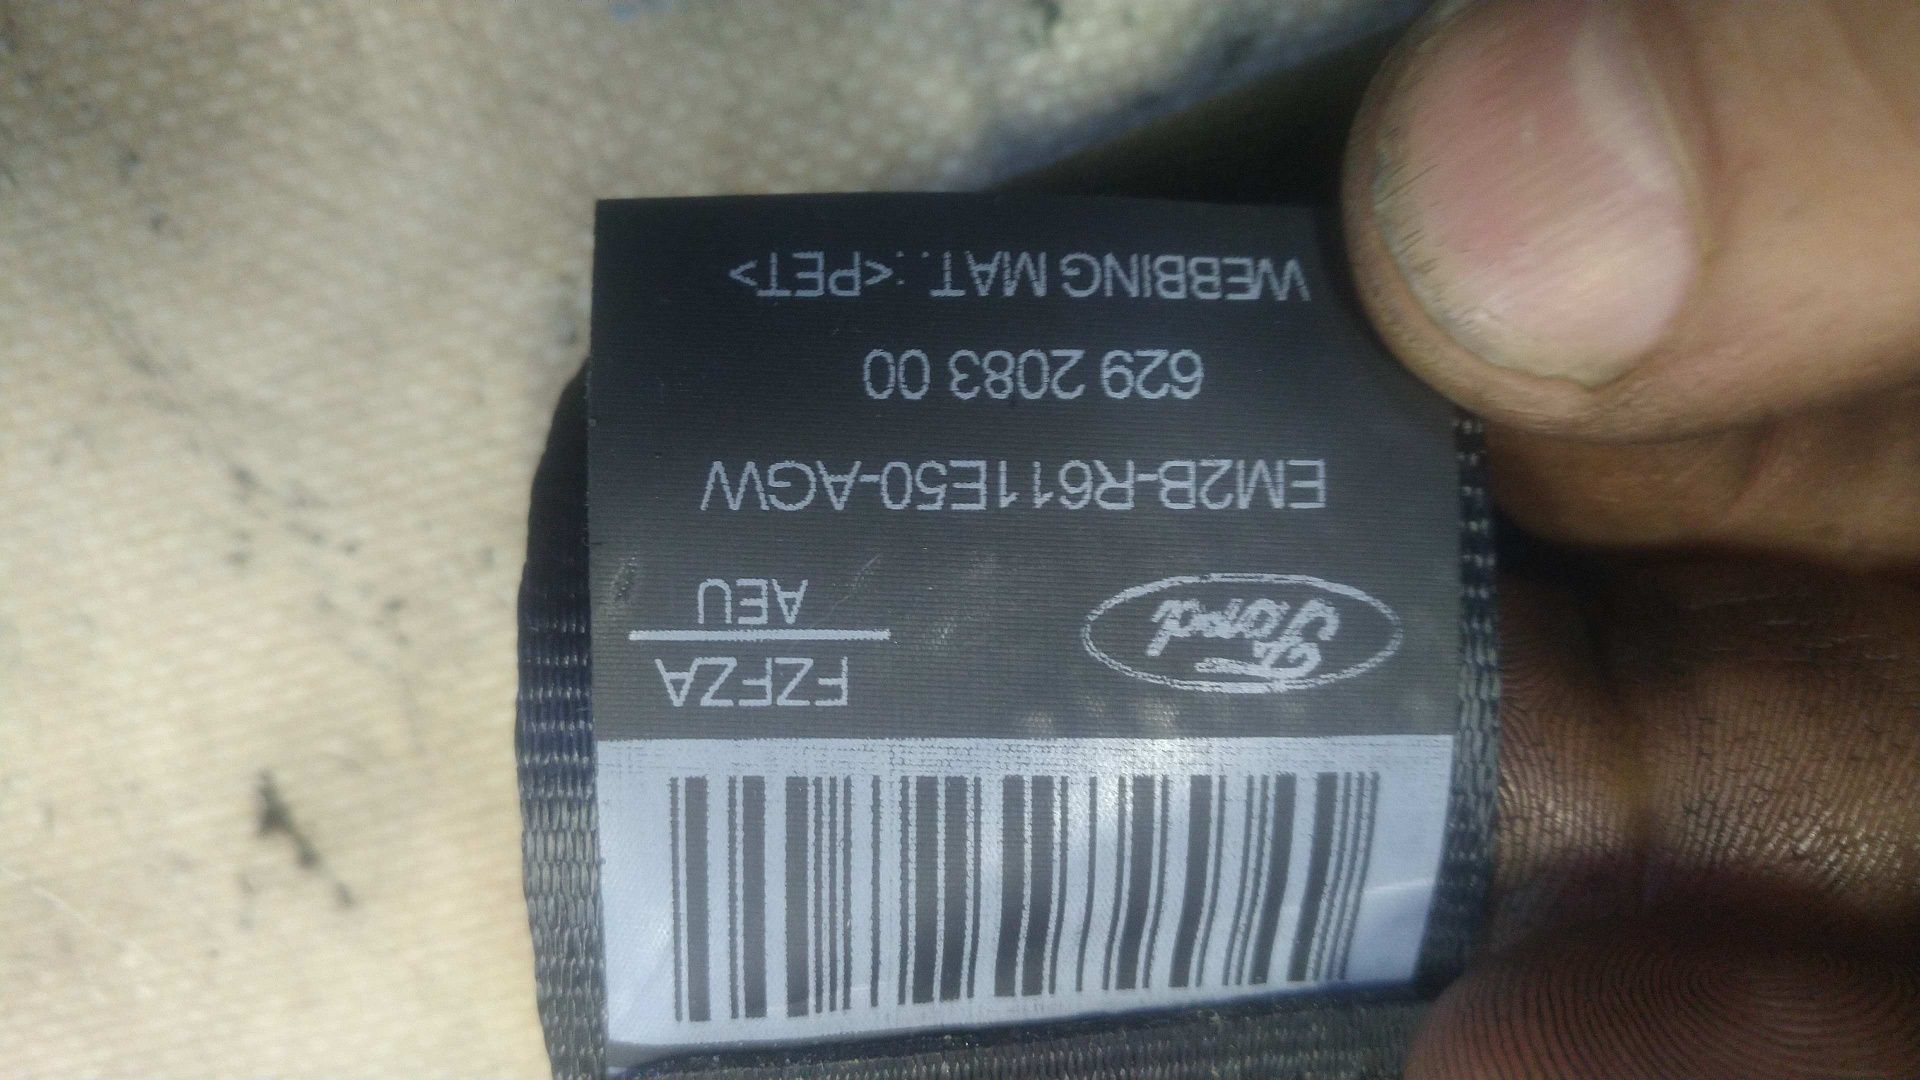 FZFZA
AEU
Ford
EM2B-R611E50-AGW
629 2083 00
WEBBING MAT.:<PET>